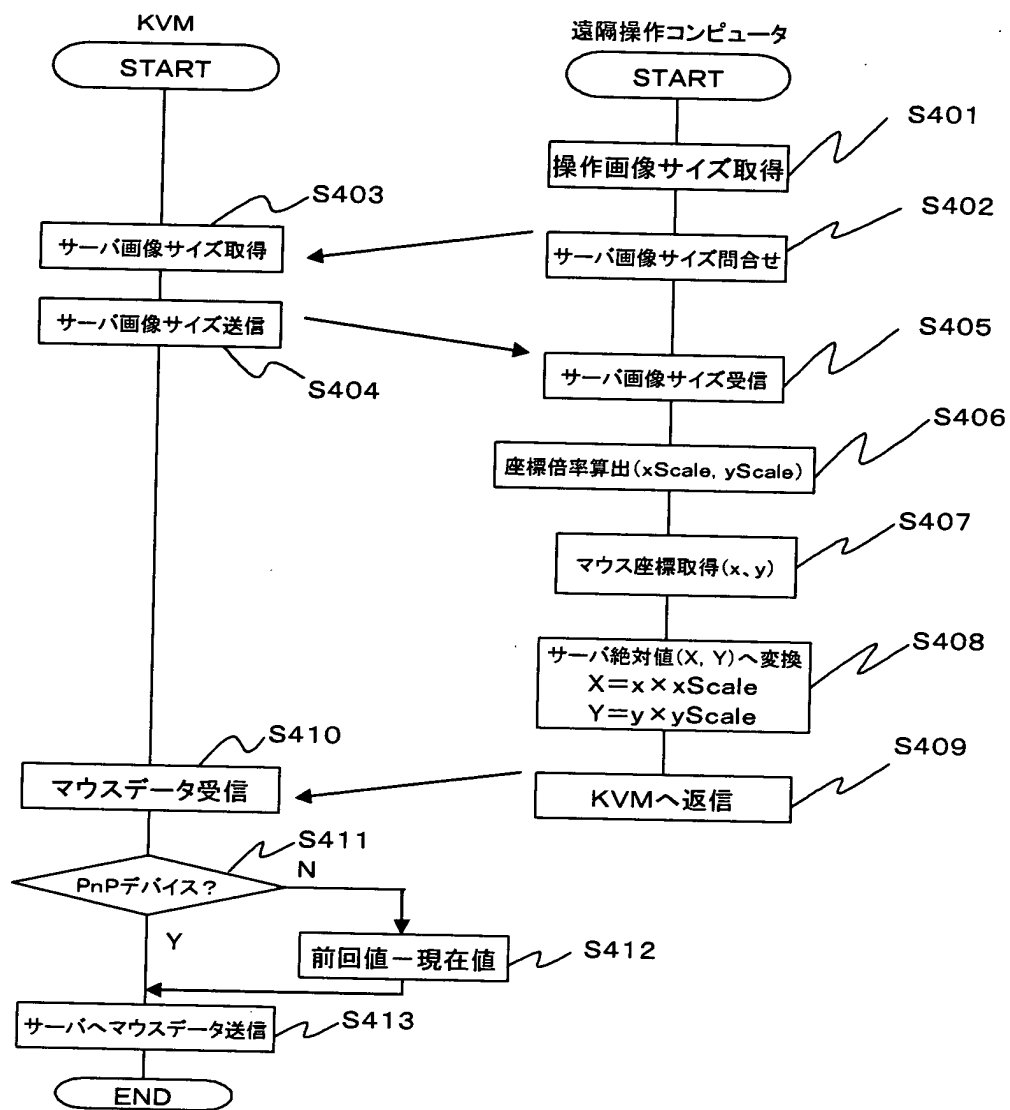 KVM
START
遠隔操作コンピュータ
START
S401
操作画像サイズ取得
S402
サーバ画像サイズ問合せ
S403
サーバ画像サイズ取得
サーバ画像サイズ送信
S404
S405
サーバ画像サイズ受信
S406
座標倍率算出(xScale, yScale)
S407
マウス座標取得(x、y)
サーバ絶対値(X, Y)へ変換
X=x×xScale
Y=y×yScale
S408
S409
KVMへ返信
S410
マウスデータ受信
S411
PnPデバイス?
N
Y
前回値－現在値
S412
サーバへマウスデータ送信
S413
END